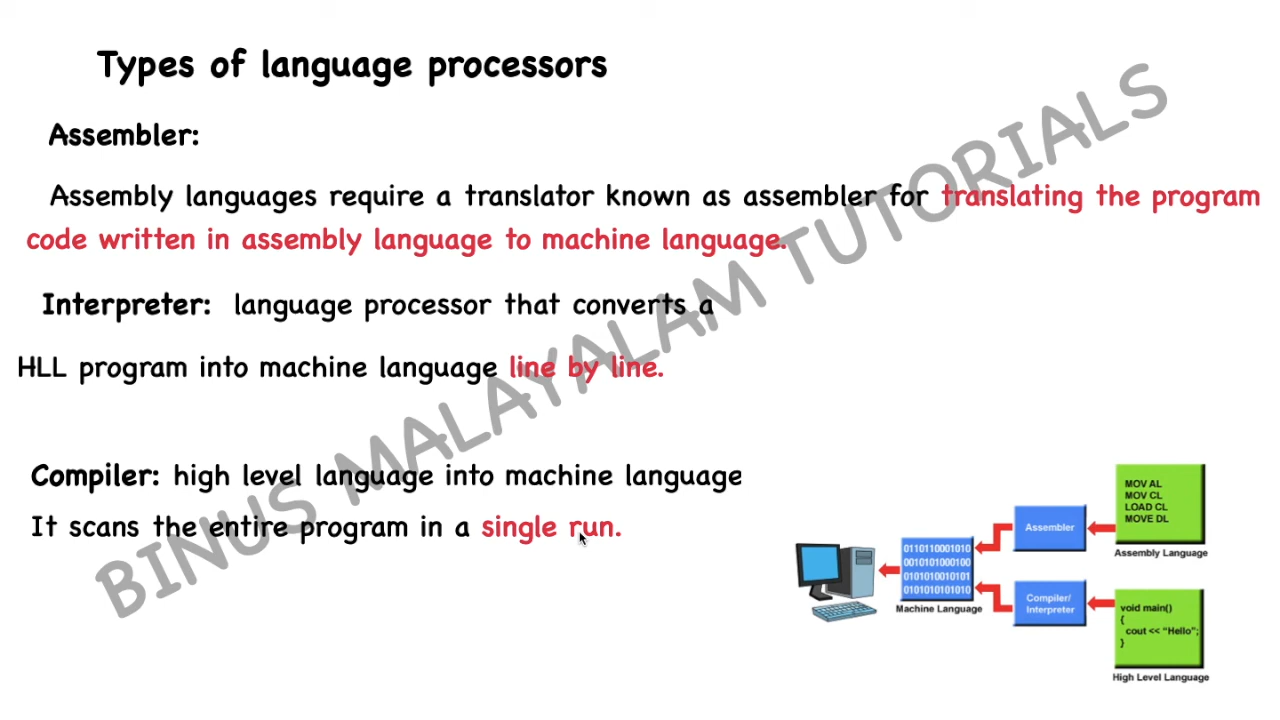 Types of language processors
Assembler:
Assembly languages require a translator known as assembler for translating the program
code written in assembly language to machine language.
Interpreter: language processor that converts a
HLL program into machine language line by line.
Compiler: high level language into machine language
It scans the entire program in a single run.
BINUS MALAYALAM TUTORIALS
MOV AL
MOV CL
LOAD CL
MOVE DL
Assembly Language
Assembler
0110110001010
0010101000100
0101010010101
0101010101010
Machine Language
Compiler/
Interpreter
void main()
{
cout << "Hello";
}
High Level Language